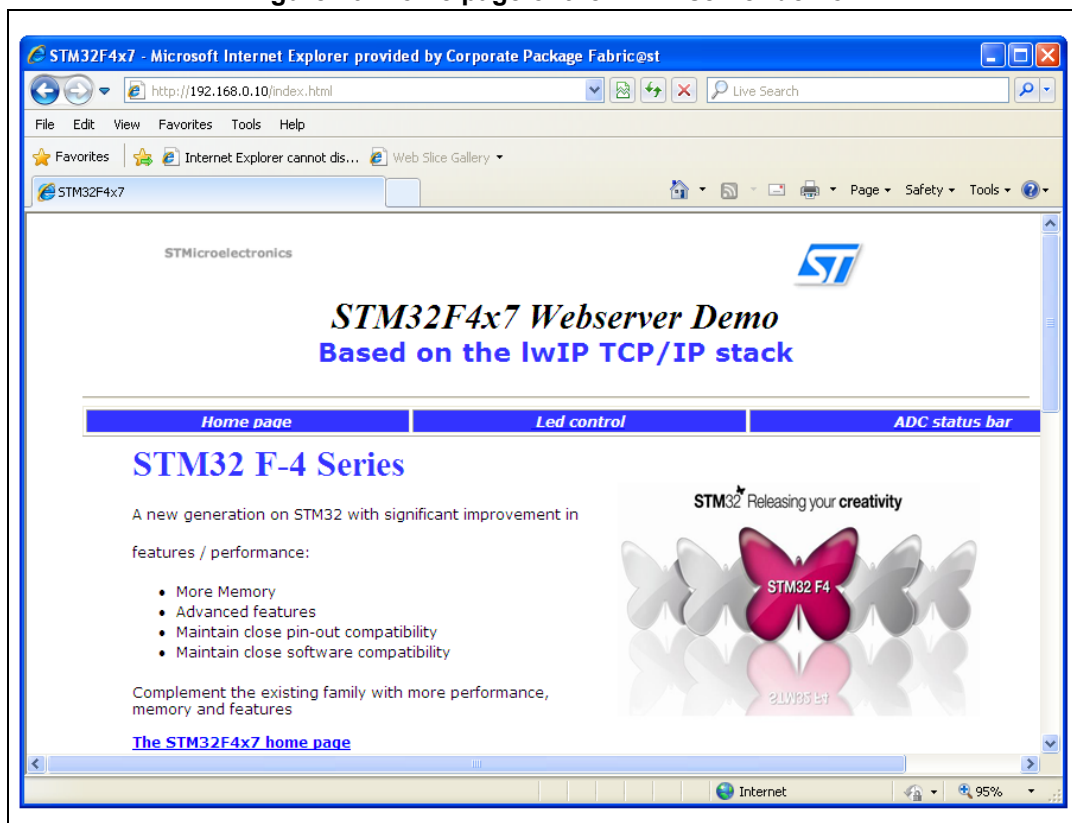 STM32F4x7 - Microsoft Internet Explorer provided by Corporate Package Fabric@st
http://192.168.0.10/index.html
Live Search
File Edit View Favorites Tools Help
Favorites Internet Explorer cannot dis... Web Slice Gallery
STM32F4x7 Page Safety Tools
STMicroelectronics
ST
STM32F4x7 Webserver Demo
Based on the lwIP TCP/IP stack
Home page Led control ADC status bar
STM32 F-4 Series
A new generation on STM32 with significant improvement in
features / performance:
• More Memory
• Advanced features
• Maintain close pin-out compatibility
• Maintain close software compatibility
Complement the existing family with more performance,
memory and features
The STM32F4x7 home page
STM32 Releasing your creativity
STM32 F4
Internet 95%